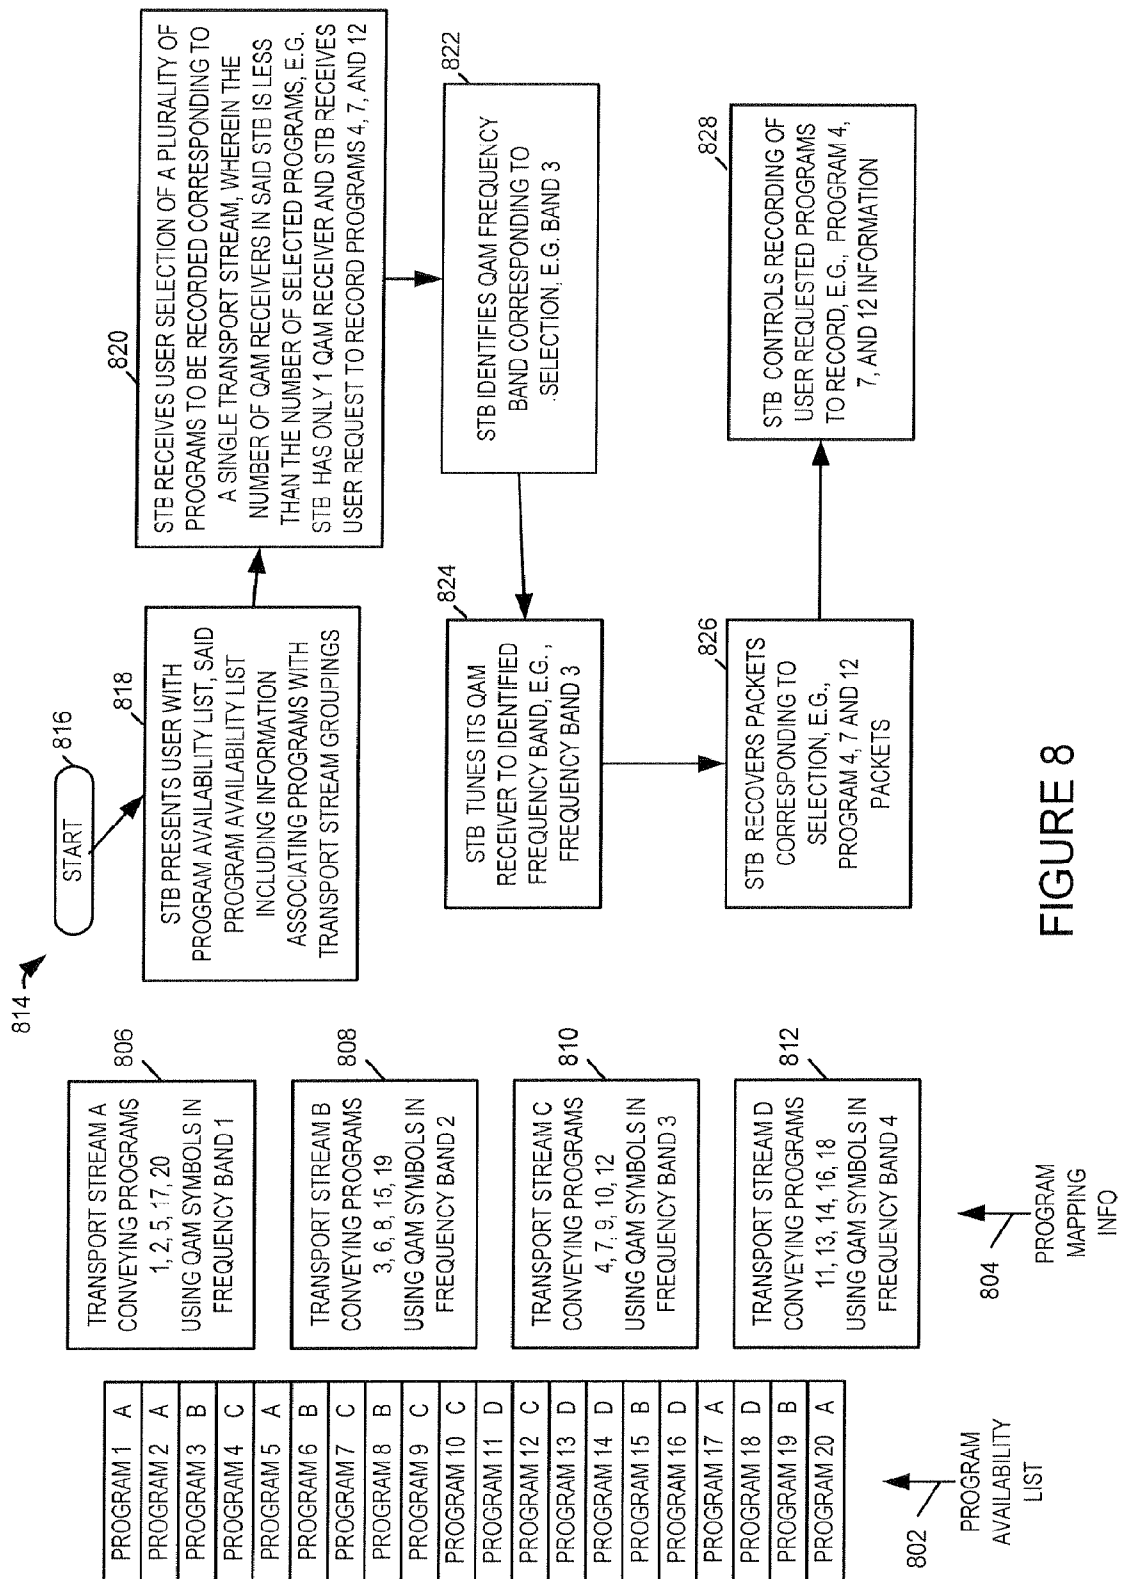 PROGRAM 1 A
PROGRAM 2 A
PROGRAM 3 B
PROGRAM 4 C
PROGRAM 5 A
PROGRAM 6 B
PROGRAM 7 C
PROGRAM 8 B
PROGRAM 9 C
PROGRAM 10 C
PROGRAM 11 D
PROGRAM 12 C
PROGRAM 13 D
PROGRAM 14 D
PROGRAM 15 B
PROGRAM 16 D
PROGRAM 17 A
PROGRAM 18 D
PROGRAM 19 B
PROGRAM 20 A
802
PROGRAM
AVAILABILITY
LIST
806
TRANSPORT STREAM A
CONVEYING PROGRAMS
1, 2, 5, 17, 20
USING QAM SYMBOLS IN
FREQUENCY BAND 1
808
TRANSPORT STREAM B
CONVEYING PROGRAMS
3, 6, 8, 15, 19
USING QAM SYMBOLS IN
FREQUENCY BAND 2
810
TRANSPORT STREAM C
CONVEYING PROGRAMS
4, 7, 9, 10, 12
USING QAM SYMBOLS IN
FREQUENCY BAND 3
812
TRANSPORT STREAM D
CONVEYING PROGRAMS
11, 13, 14, 16, 18
USING QAM SYMBOLS IN
FREQUENCY BAND 4
804
PROGRAM
MAPPING
INFO
814
START
816
818
STB PRESENTS USER WITH
PROGRAM AVAILABILITY LIST, SAID
PROGRAM AVAILABILITY LIST
INCLUDING INFORMATION
ASSOCIATING PROGRAMS WITH
TRANSPORT STREAM GROUPINGS
820
STB RECEIVES USER SELECTION OF A PLURALITY OF
PROGRAMS TO BE RECORDED CORRESPONDING TO
A SINGLE TRANSPORT STREAM, WHEREIN THE
NUMBER OF QAM RECEIVERS IN SAID STB IS LESS
THAN THE NUMBER OF SELECTED PROGRAMS, E.G.
STB HAS ONLY 1 QAM RECEIVER AND STB RECEIVES
USER REQUEST TO RECORD PROGRAMS 4, 7, AND 12
822
STB IDENTIFIES QAM FREQUENCY
BAND CORRESPONDING TO
SELECTION, E.G. BAND 3
824
STB TUNES ITS QAM
RECEIVER TO IDENTIFIED
FREQUENCY BAND, E.G.,
FREQUENCY BAND 3
826
STB RECOVERS PACKETS
CORRESPONDING TO
SELECTION, E.G.,
PROGRAM 4, 7 AND 12
PACKETS
828
STB CONTROLS RECORDING OF
USER REQUESTED PROGRAMS
TO RECORD, E.G., PROGRAM 4,
7, AND 12 INFORMATION
FIGURE 8